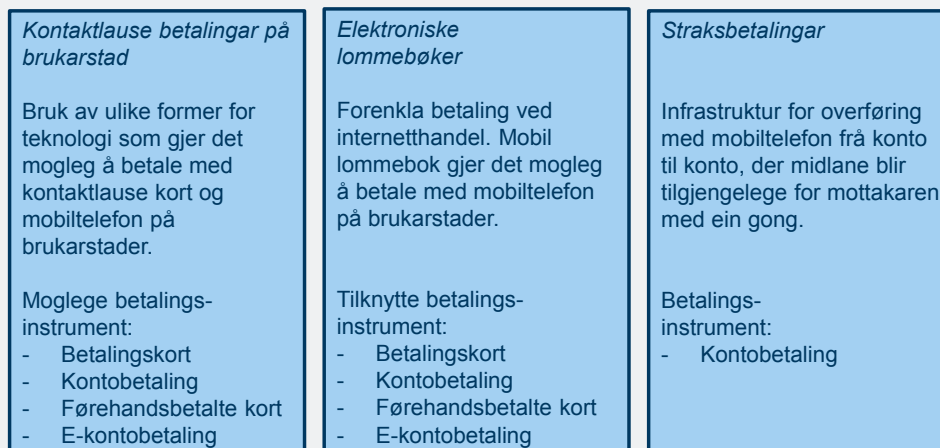 Kontaktlause betalingar på
brukarstad
Bruk av ulike former for
teknologi som gjer det
mogleg å betale med
kontaktlause kort og
mobiltelefon på
brukarstader.
Moglege betalings-
instrument:
- Betalingskort
- Kontobetaling
- Førehandsbetalte kort
- E-kontobetaling
Elektroniske
lommebøker
Forenkla betaling ved
internetthandel. Mobil
lommebok gjer det mogleg
å betale med mobiltelefon
på brukarstader.
Tilknytte betalings-
instrument:
- Betalingskort
- Kontobetaling
- Førehandsbetalte kort
- E-kontobetaling
Straksbetalingar
Infrastruktur for overføring
med mobiltelefon frå konto
til konto, der midlane blir
tilgjengelege for mottakaren
med ein gong.
Betalings-
instrument:
- Kontobetaling